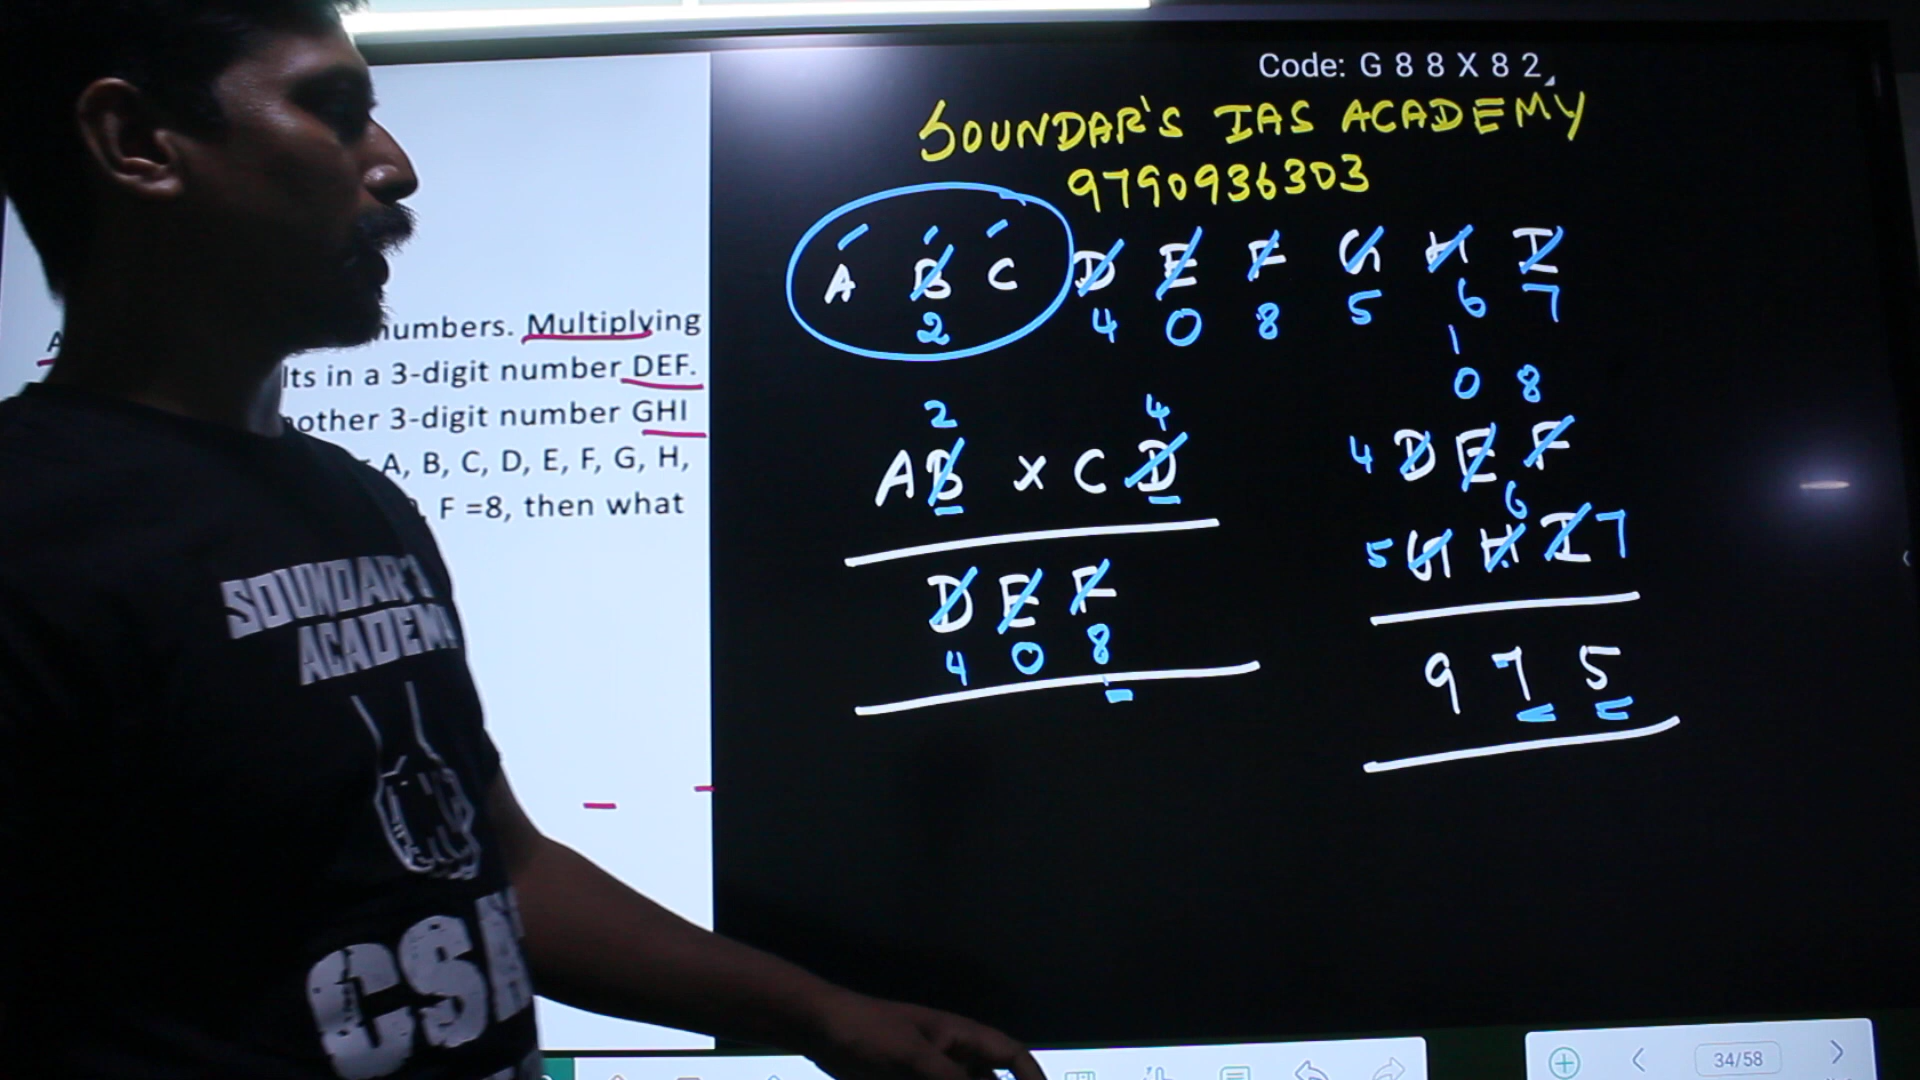 Code: G 8 8 X 8 2
SOUNDAR'S IAS ACADEMY
9790936303
A B C D E F G H I
2 4 0 8 5 6 7
numbers. Multiplying
lts in a 3-digit number DEF.
nother 3-digit number GHI
A, B, C, D, E, F, G, H,
F =8, then what
2 4
AB x CD
DEF
4 0 8
1
0 8
4 DEF
6
5 GHI 7
9 7 5
SOUNDAR'S
ACADEMY
34/58